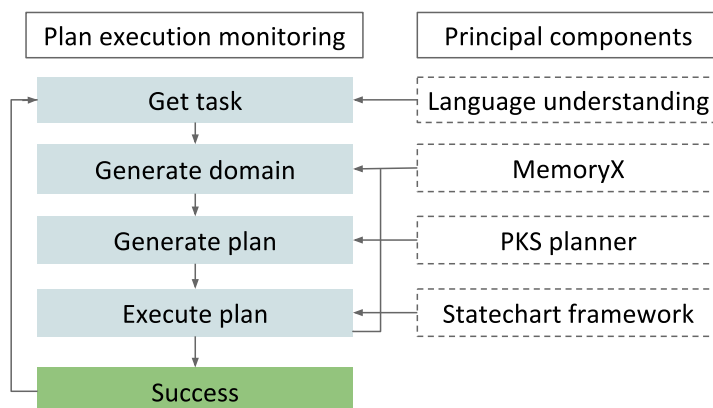 Plan execution monitoring
Principal components
Get task
Language understanding
Generate domain
MemoryX
Generate plan
PKS planner
Execute plan
Statechart framework
Success